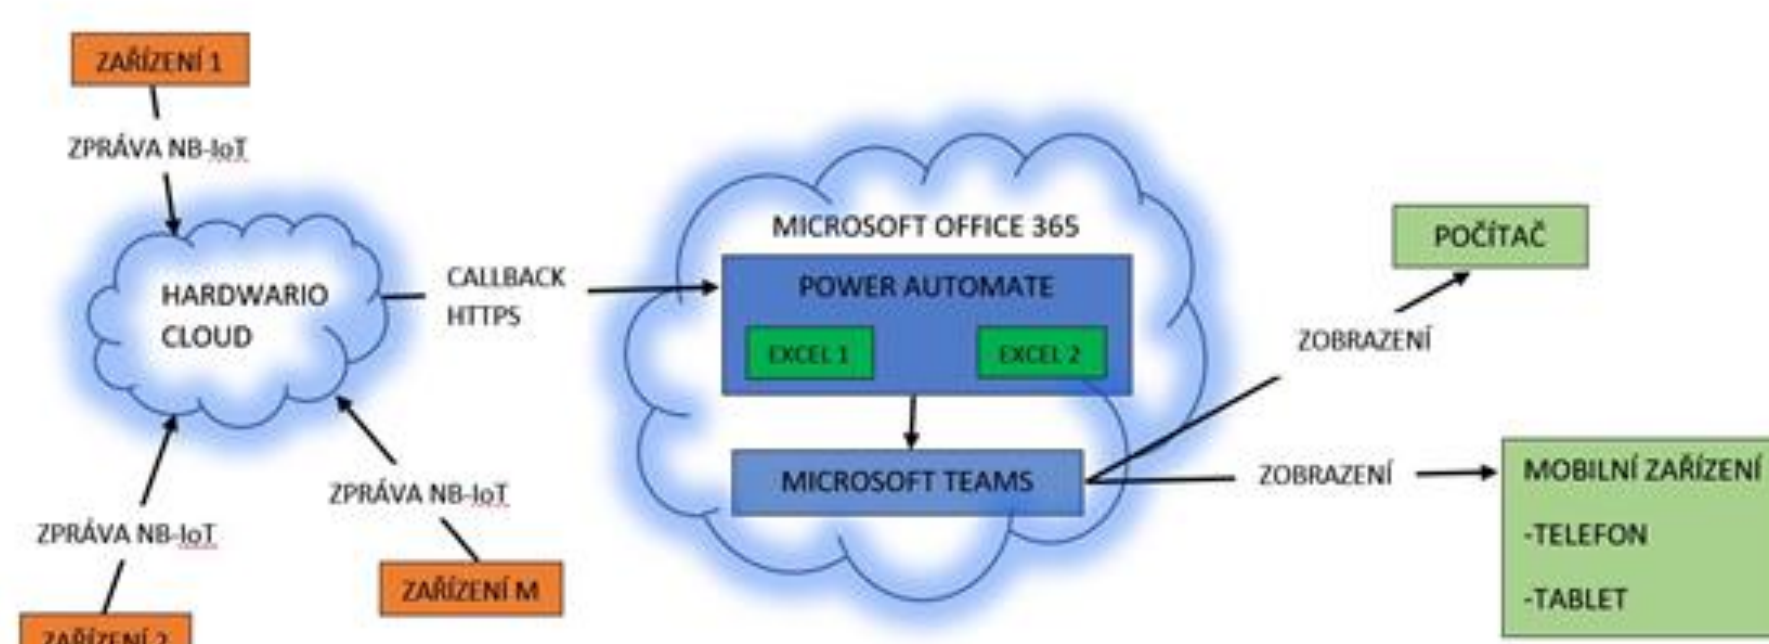 ZAŘÍZENÍ 1
ZPRÁVA NB-IoT
HARDWARIO
CLOUD
ZPRÁVA NB-IoT
ZAŘÍZENÍ 2
ZPRÁVA NB-IoT
ZAŘÍZENÍ M
CALLBACK
HTTPS
MICROSOFT OFFICE 365
POWER AUTOMATE
EXCEL 1
EXCEL 2
MICROSOFT TEAMS
ZOBRAZENÍ
POČÍTAČ
ZOBRAZENÍ
MOBILNÍ ZAŘÍZENÍ
-TELEFON
-TABLET